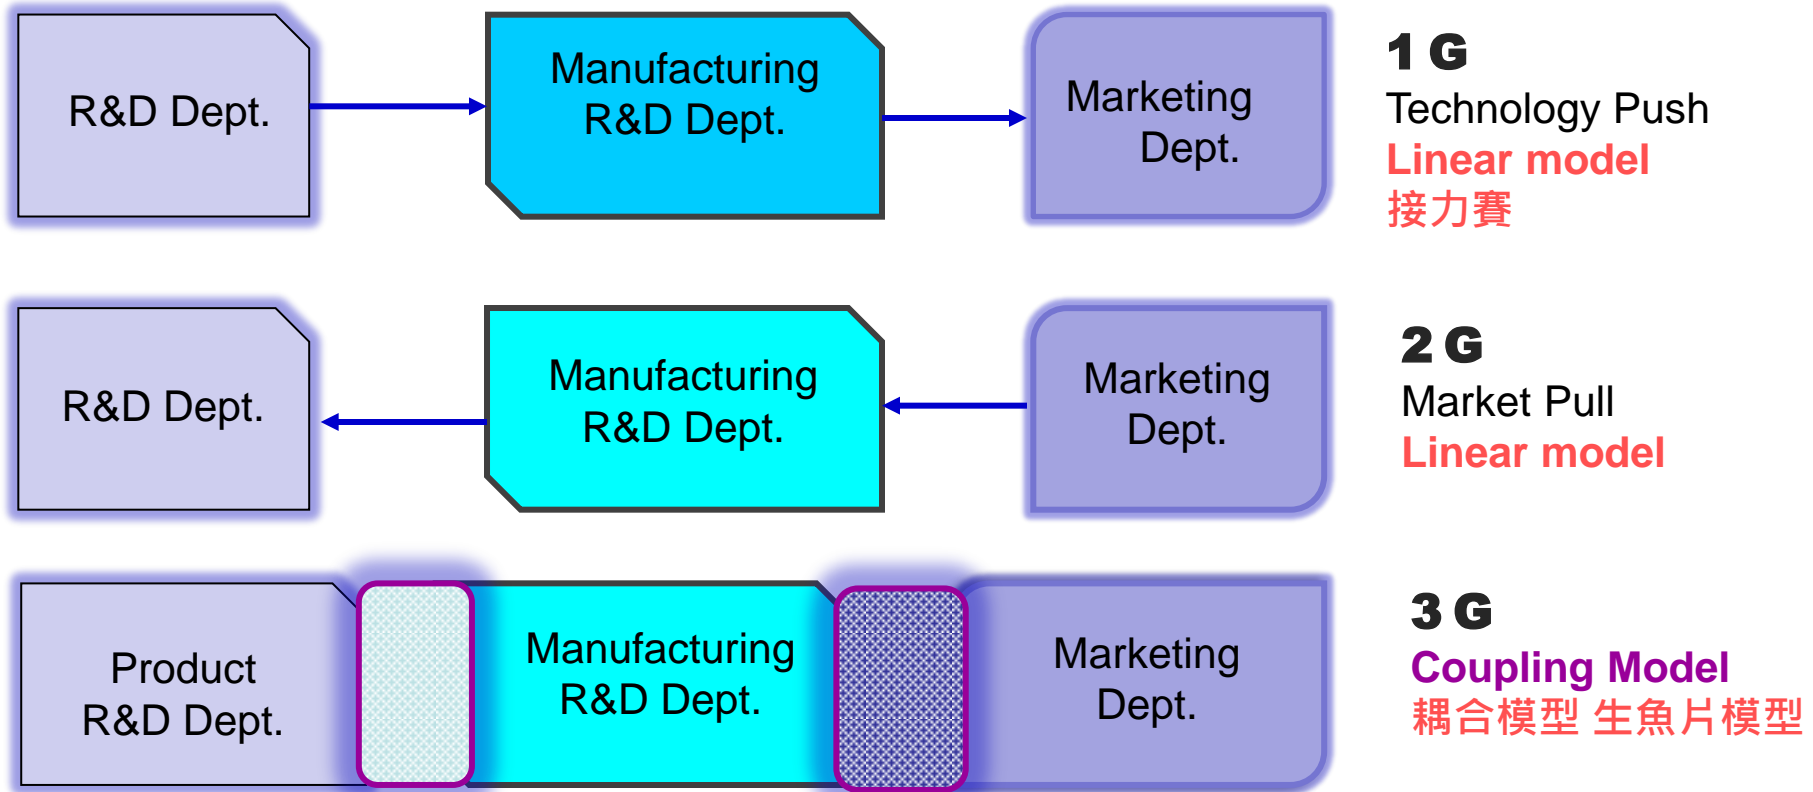 R&D Dept.
Manufacturing
R&D Dept.
Marketing
Dept.
1 G
Technology Push
Linear model
接力賽
R&D Dept.
Manufacturing
R&D Dept.
Marketing
Dept.
2 G
Market Pull
Linear model
Product
R&D Dept.
Manufacturing
R&D Dept.
Marketing
Dept.
3 G
Coupling Model
耦合模型 生魚片模型